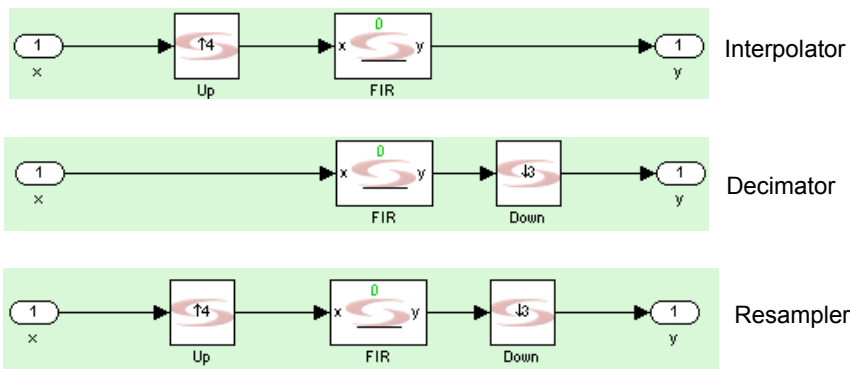 0
1 ↑4 x y 1 Interpolator
x Up FIR y
0
1 x y ↓3 1 Decimator
x FIR Down y
0
1 ↑4 x y ↓3 1 Resampler
x Up FIR Down y